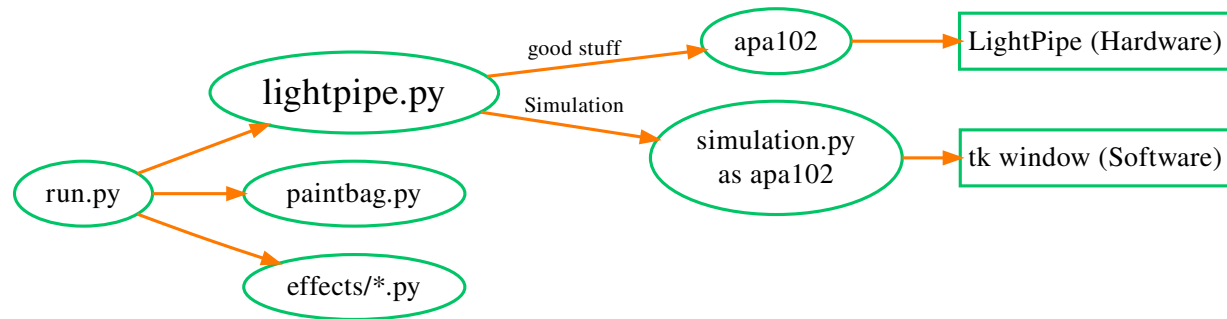 good stuff
apa102
LightPipe (Hardware)
lightpipe.py
Simulation
simulation.py
as apa102
tk window (Software)
run.py
paintbag.py
effects/*.py